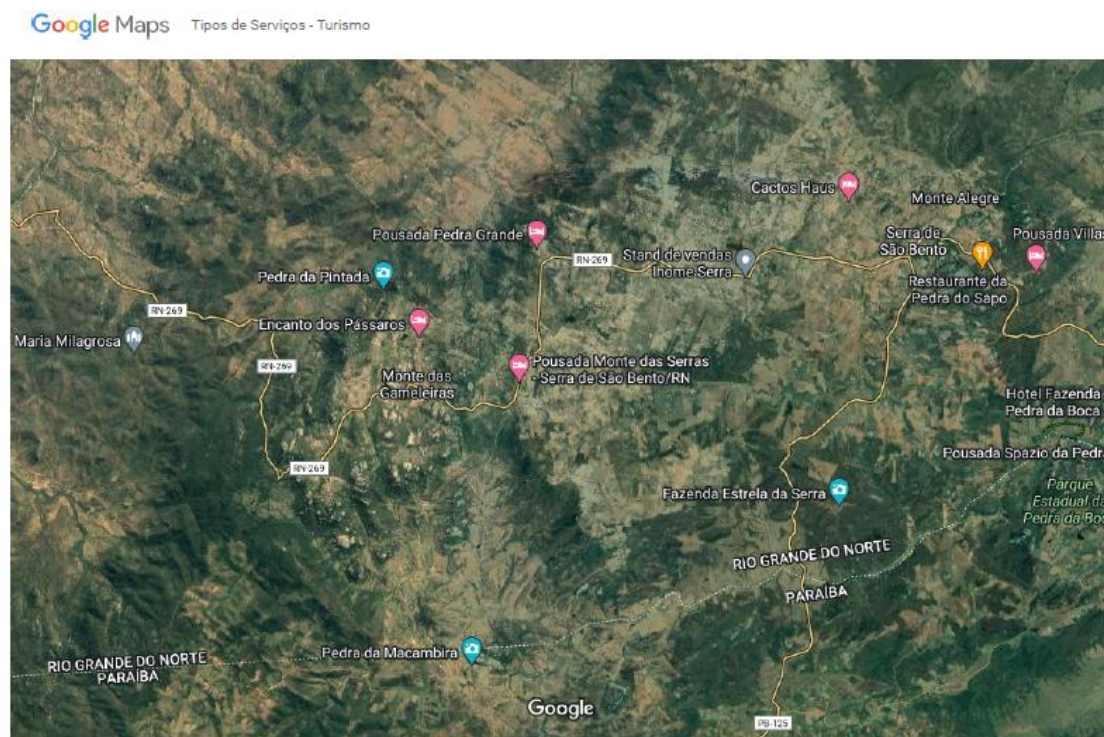 Google Maps
Tipos de Serviços - Turismo
Cactos Haus
Monte Alegre
Pousada Pedra Grande
Serra de
São Bento
Pousada Villas
Stand de vendas
Ihome Serra
RN-269
Pedra da Pintada
Restaurante da
Pedra do Sapo
RN-269
Encanto dos Pássaros
Maria Milagrosa
RN-269
Pousada Monte das Serras
- Serra de São Bento/RN
Monte das
Gameleiras
Hotel Fazenda
Pedra da Boca
Pousada Spazio da Pedra
RN-269
Parque
Estadual da
Pedra da Boc
Fazenda Estrela da Serra
RIO GRANDE DO NORTE
PARAÍBA
Pedra da Macambira
RIO GRANDE DO NORTE
PARAÍBA
Google
PB-125